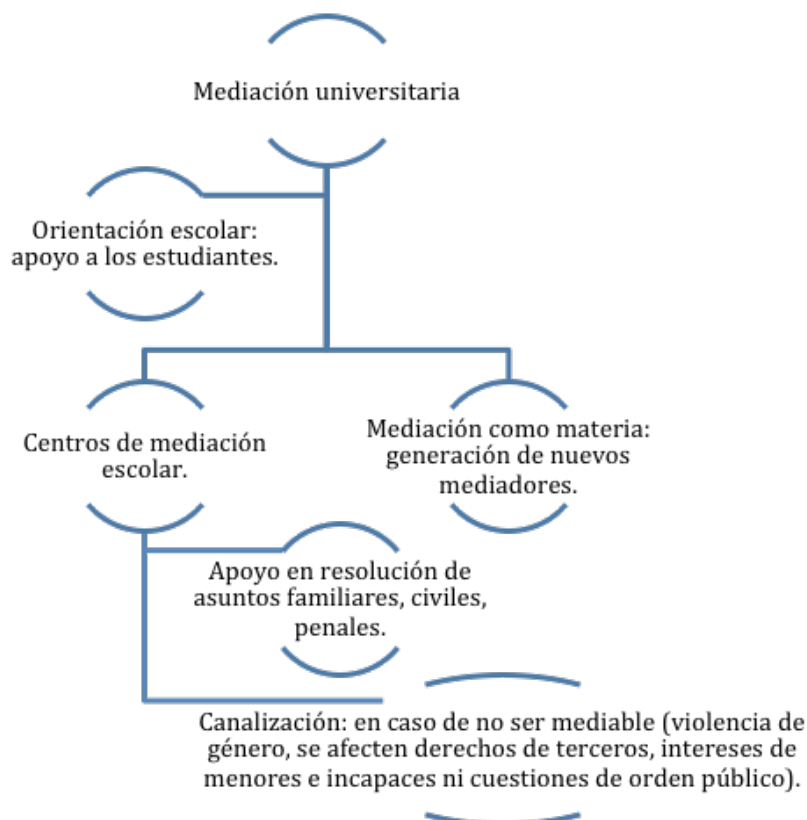 Mediación universitaria
Orientación escolar:
apoyo a los estudiantes.
Centros de mediación
escolar.
Mediación como materia:
generación de nuevos
mediadores.
Apoyo en resolución de
asuntos familiares, civiles,
penales.
Canalización: en caso de no ser mediable (violencia de
género, se afecten derechos de terceros, intereses de
menores e incapaces ni cuestiones de orden público).